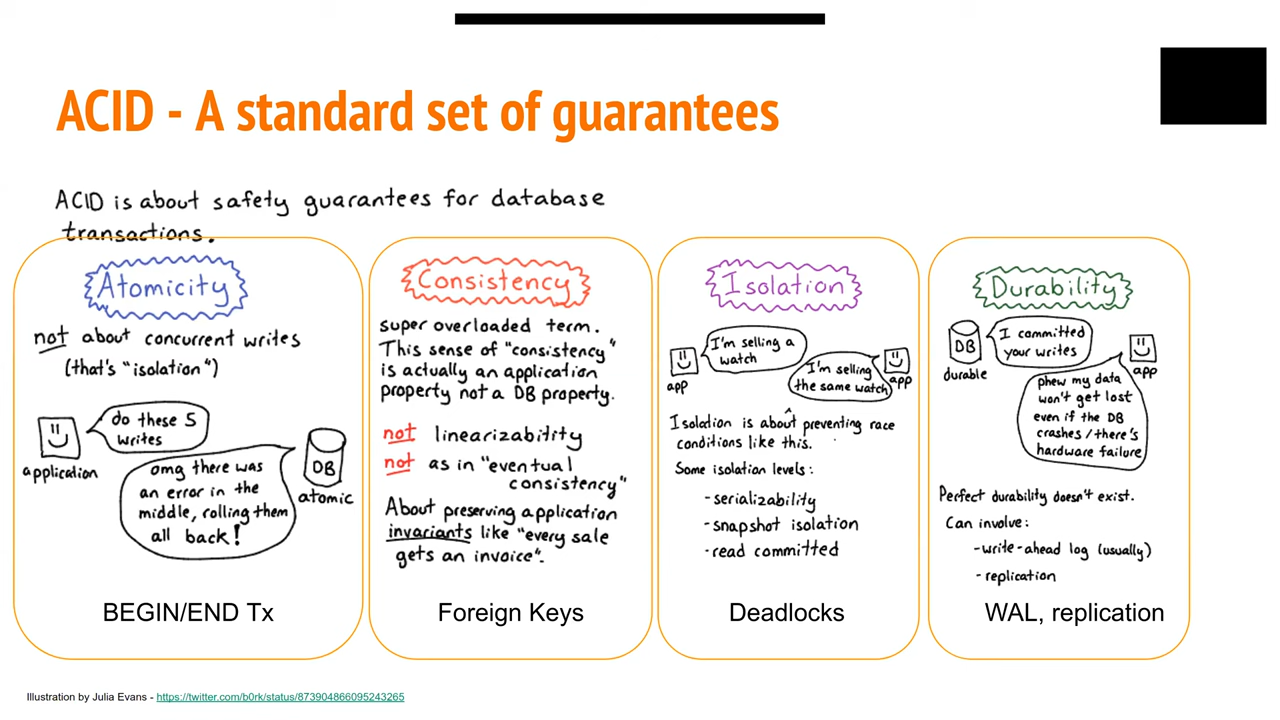 ACID - A standard set of guarantees
ACID is about safety guarantees for database
transactions.
Atomicity
not about concurrent writes
(that's "isolation")
do these 5
writes
application
omg there was
an error in the
middle, rolling them
all back!
DB
atomic
BEGIN/END Tx
Consistency
super overloaded term.
This sense of "consistency"
is actually an application
property not a DB property.
not linearizability
not as in "eventual
consistency"
About preserving application
invariants like "every sale
gets an invoice".
Foreign Keys
Isolation
I'm selling a
watch
app
I'm selling
the same watch
app
Isolation is about preventing race
conditions like this.
Some isolation levels:
- serializability
- snapshot isolation
- read committed
Deadlocks
Durability
DB
durable
I committed
your writes
app
phew my data
won't get lost
even if the DB
crashes/there's
hardware failure
Perfect durability doesn't exist.
Can involve:
- write-ahead log (usually)
- replication
WAL, replication
Illustration by Julia Evans - https://twitter.com/b0rk/status/873904866095243265